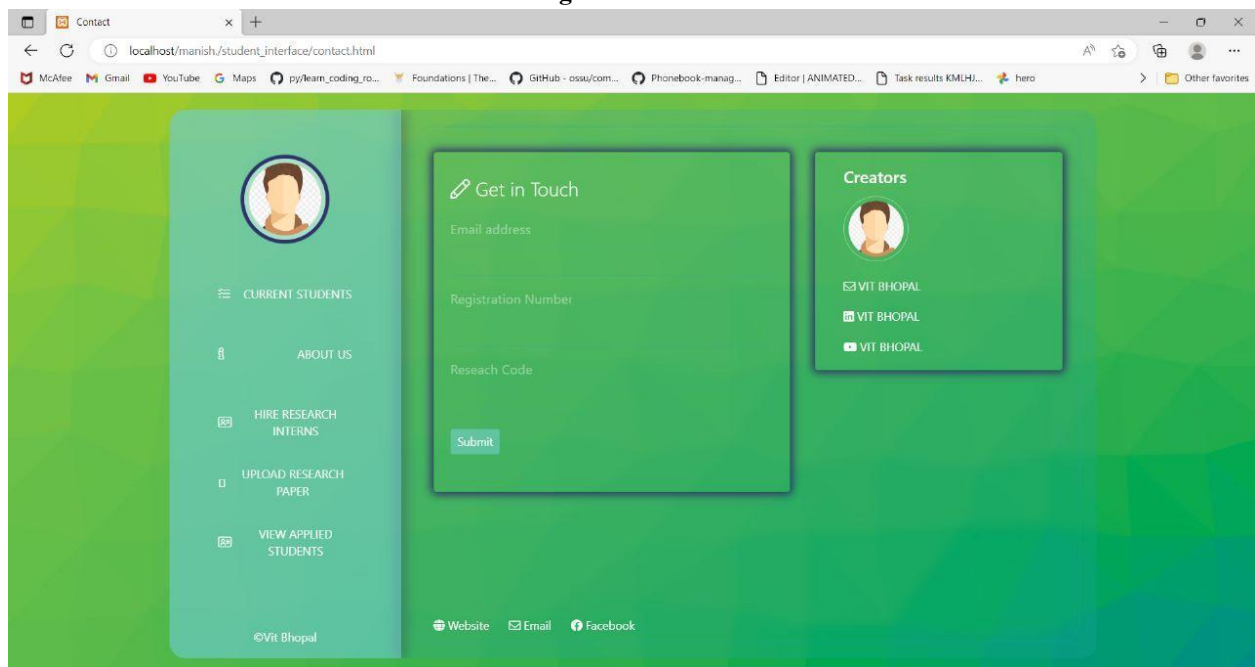 Contact
localhost/manish./student_interface/contact.html
McAfee Gmail YouTube Maps py/learn_coding_ro... Foundations | The... GitHub - ossu/com... Phonebook-manag... Editor | ANIMATED... Task results KMLHJ... hero Other favorites
Get in Touch
Email address
Registration Number
Reseach Code
Submit
Creators
VIT BHOPAL
VIT BHOPAL
VIT BHOPAL
CURRENT STUDENTS
ABOUT US
HIRE RESEARCH
INTERNS
UPLOAD RESEARCH
PAPER
VIEW APPLIED
STUDENTS
©Vit Bhopal
Website Email Facebook